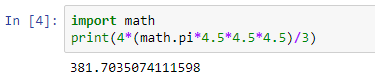 In [4]: import math
print(4*(math.pi*4.5*4.5*4.5)/3)
381.7035074111598